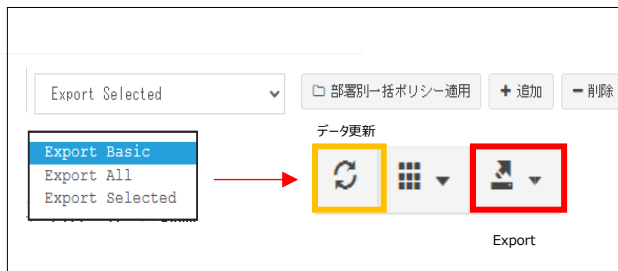 Export Selected
部署別一括ポリシー適用
追加
削除
データ更新
Export Basic
Export All
Export Selected
Export